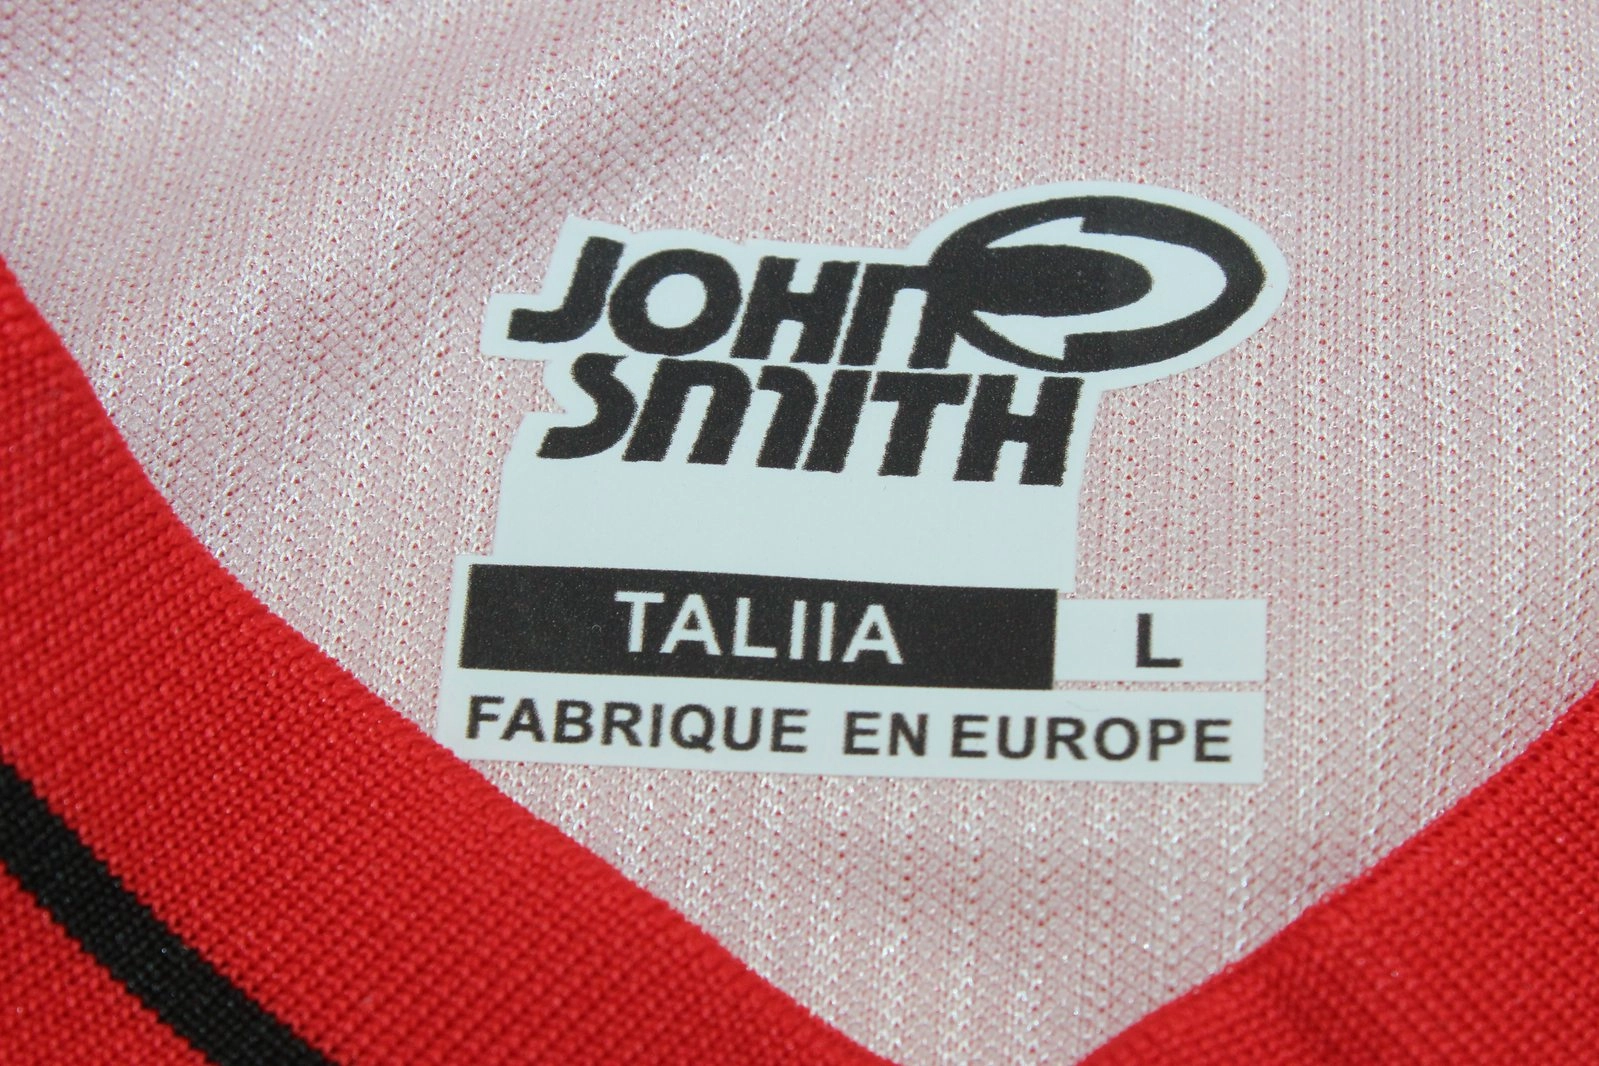 JOHN
SMITH
TALIIA L
FABRIQUE EN EUROPE